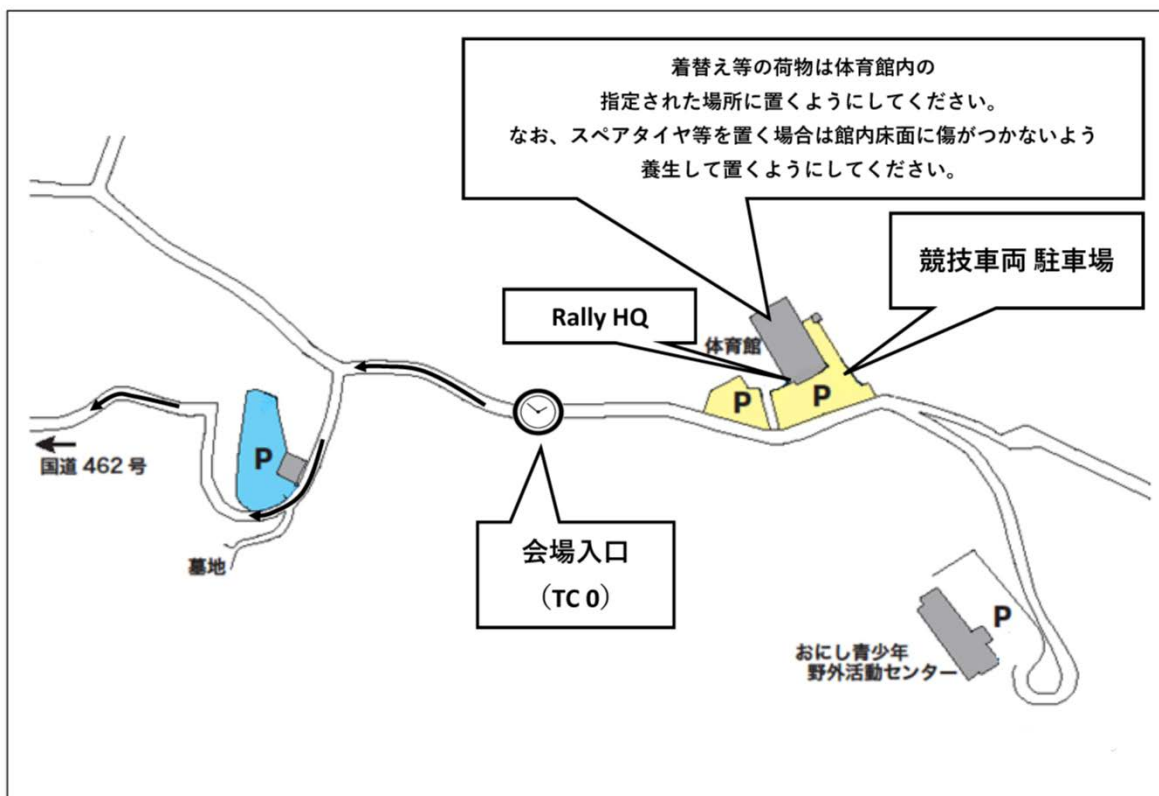 着替え等の荷物は体育館内の
指定された場所に置くようにしてください。
なお、スペアタイヤ等を置く場合は館内床面に傷がつかないよう
養生して置くようにしてください。
競技車両 駐車場
Rally HQ
体育館
P
P
P
国道 462 号
墓地
会場入口
（TC 0）
P
おにし青少年
野外活動センター